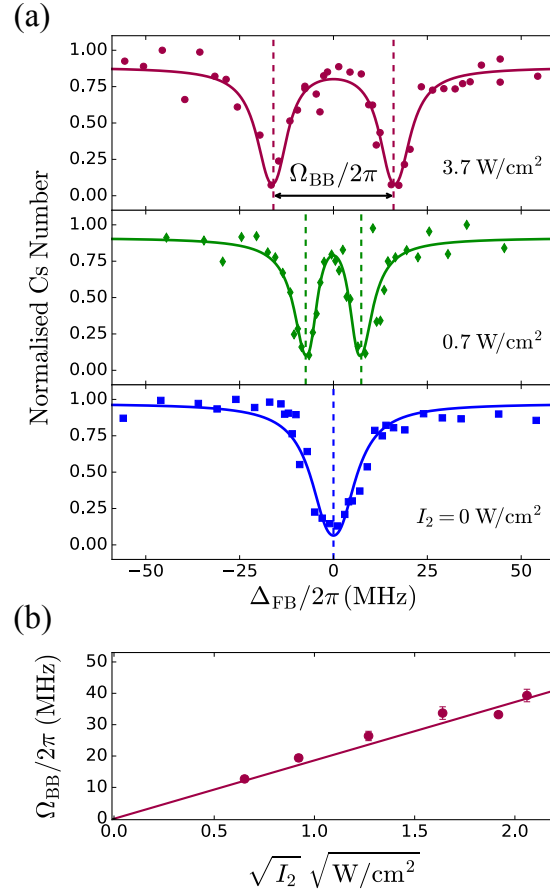 (a)
Normalised Cs Number
1.00
0.75
0.50
0.25
0.00
3.7 W/cm²
Ω_BB/2π
1.00
0.75
0.50
0.25
0.00
0.7 W/cm²
1.00
0.75
0.50
0.25
0.00
I₂ = 0 W/cm²
−50 −25 0 25 50
Δ_FB/2π (MHz)
(b)
Ω_BB/2π (MHz)
50
40
30
20
10
0
0.0 0.5 1.0 1.5 2.0
√I₂ √W/cm²